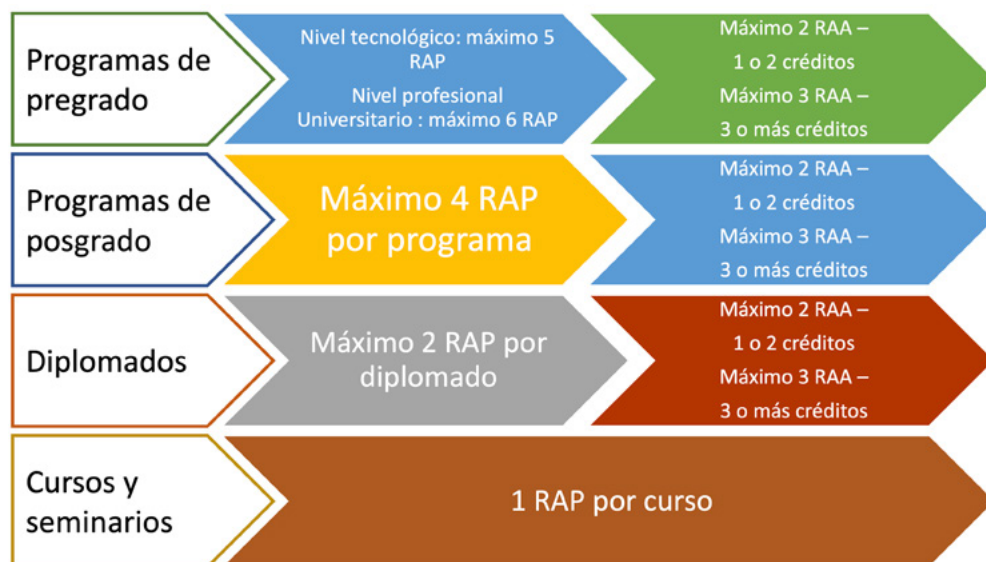 Programas de
pregrado
Nivel tecnológico: máximo 5
RAP
Nivel profesional
Universitario : máximo 6 RAP
Máximo 2 RAA –
1 o 2 créditos
Máximo 3 RAA –
3 o más créditos
Programas de
posgrado
Máximo 4 RAP
por programa
Máximo 2 RAA –
1 o 2 créditos
Máximo 3 RAA –
3 o más créditos
Diplomados
Máximo 2 RAP por
diplomado
Máximo 2 RAA –
1 o 2 créditos
Máximo 3 RAA –
3 o más créditos
Cursos y
seminarios
1 RAP por curso